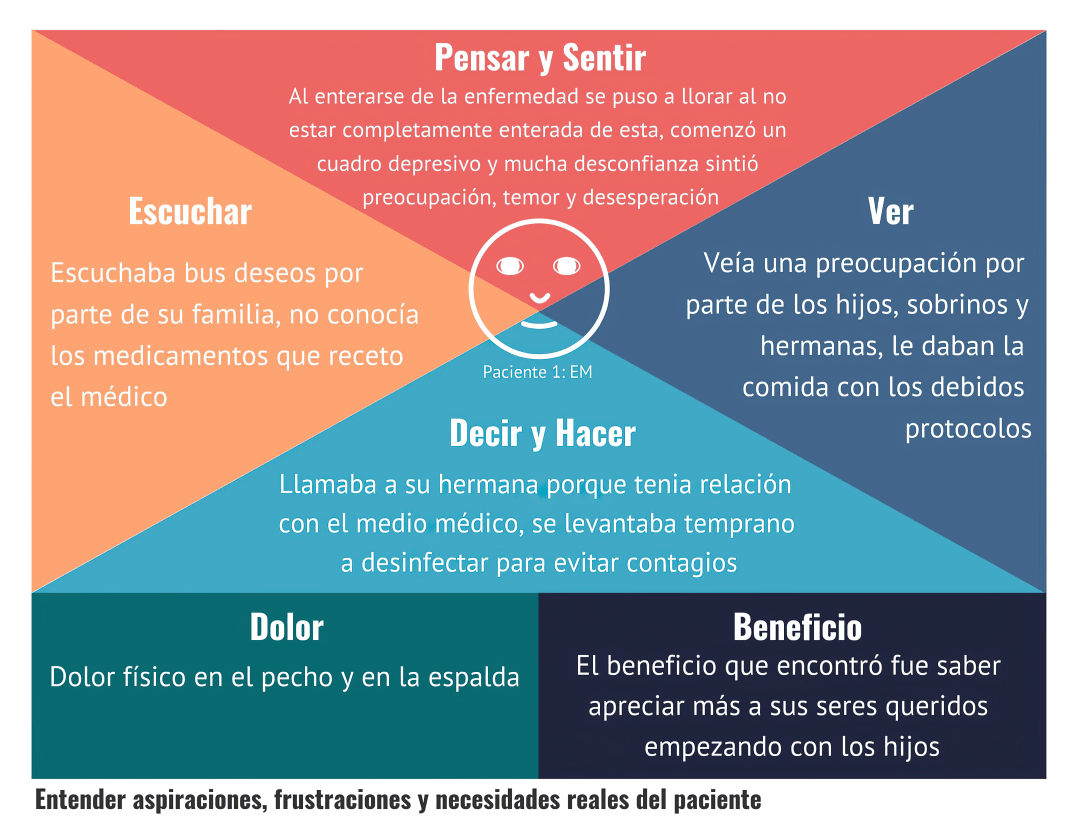 Pensar y Sentir
Al enterarse de la enfermedad se puso a llorar al no
estar completamente enterada de esta, comenzó un
cuadro depresivo y mucha desconfianza sintió
preocupación, temor y desesperación
Escuchar
Escuchaba bus deseos por
parte de su familia, no conocía
los medicamentos que receto
el médico
Ver
Veía una preocupación por
parte de los hijos, sobrinos y
hermanas, le daban la
comida con los debidos
protocolos
Paciente 1: EM
Decir y Hacer
Llamaba a su hermana porque tenia relación
con el medio médico, se levantaba temprano
a desinfectar para evitar contagios
Dolor
Dolor físico en el pecho y en la espalda
Beneficio
El beneficio que encontró fue saber
apreciar más a sus seres queridos
empezando con los hijos
Entender aspiraciones, frustraciones y necesidades reales del paciente